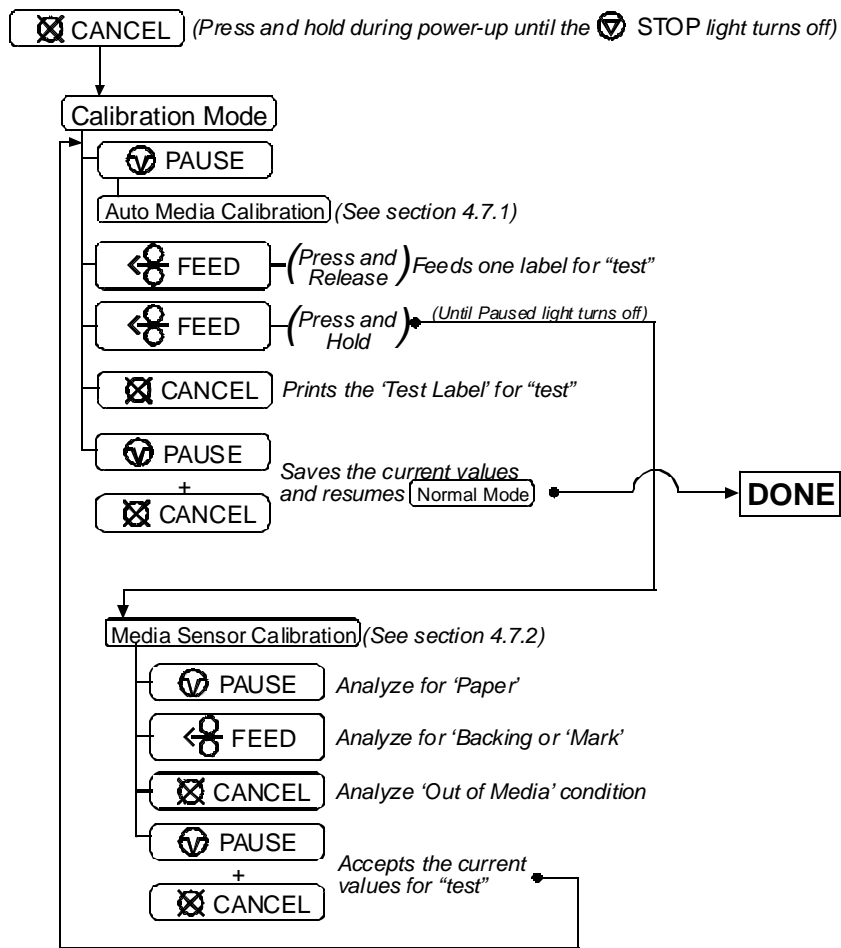 CANCEL (Press and hold during power-up until the STOP light turns off)
Calibration Mode
PAUSE
Auto Media Calibration (See section 4.7.1)
FEED (Press and Release) Feeds one label for “test”
FEED (Press and Hold) (Until Paused light turns off)
CANCEL Prints the ‘Test Label’ for “test”
PAUSE
+
CANCEL
Saves the current values
and resumes Normal Mode
DONE
Media Sensor Calibration (See section 4.7.2)
PAUSE Analyze for ‘Paper’
FEED Analyze for ‘Backing or ‘Mark’
CANCEL Analyze ‘Out of Media’ condition
PAUSE
+
CANCEL
Accepts the current
values for “test”